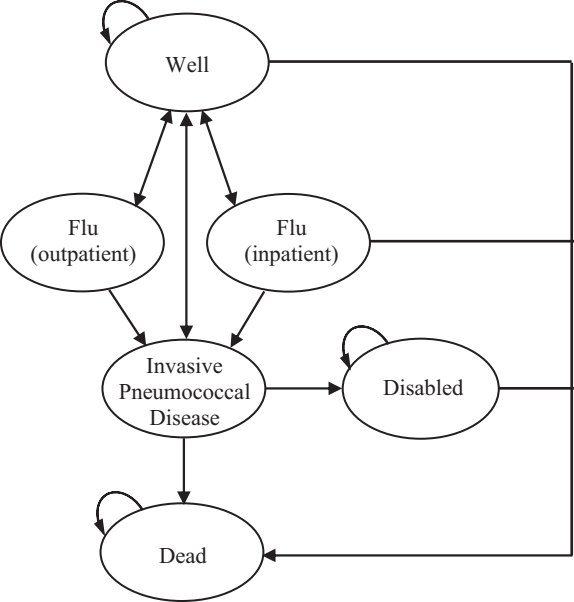 Well
Flu
(outpatient)
Flu
(inpatient)
Invasive
Pneumococcal
Disease
Disabled
Dead